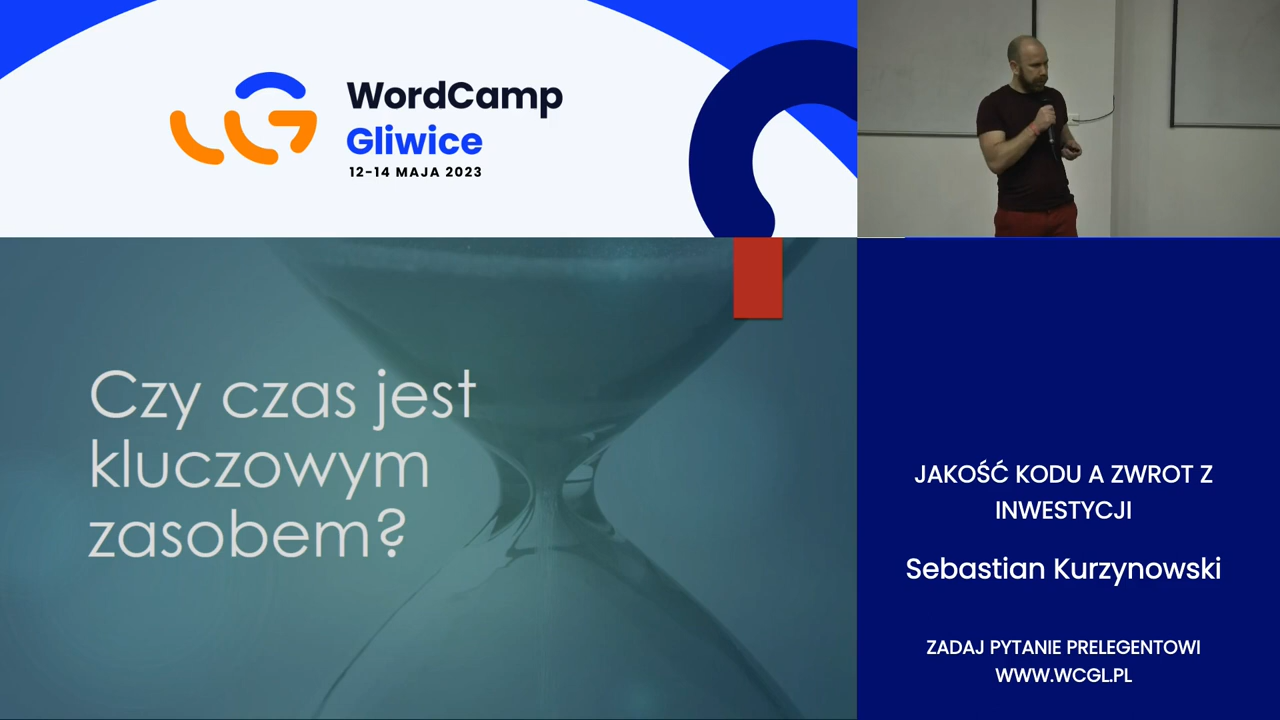 WordCamp
Gliwice
12-14 MAJA 2023
Czy czas jest
kluczowym
zasobem?
JAKOŚĆ KODU A ZWROT Z
INWESTYCJI
Sebastian Kurzynowski
ZADAJ PYTANIE PRELEGENTOWI
WWW.WCGL.PL